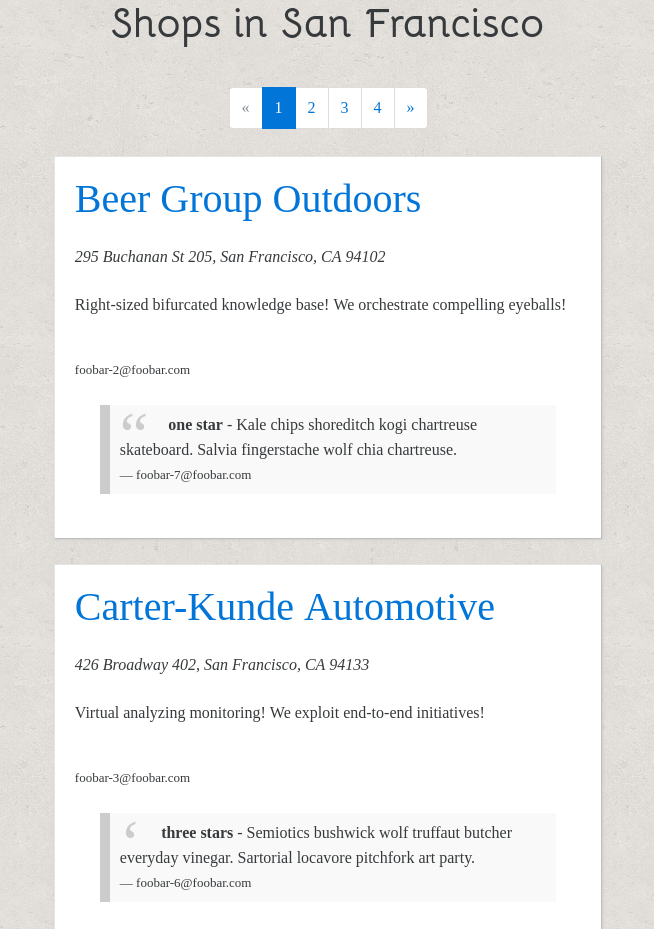 Shops in San Francisco
« 1 2 3 4 »
Beer Group Outdoors
295 Buchanan St 205, San Francisco, CA 94102
Right-sized bifurcated knowledge base! We orchestrate compelling eyeballs!
foobar-2@foobar.com
“ one star - Kale chips shoreditch kogi chartreuse
skateboard. Salvia fingerstache wolf chia chartreuse.
— foobar-7@foobar.com
Carter-Kunde Automotive
426 Broadway 402, San Francisco, CA 94133
Virtual analyzing monitoring! We exploit end-to-end initiatives!
foobar-3@foobar.com
‘ three stars - Semiotics bushwick wolf truffaut butcher
everyday vinegar. Sartorial locavore pitchfork art party.
— foobar-6@foobar.com